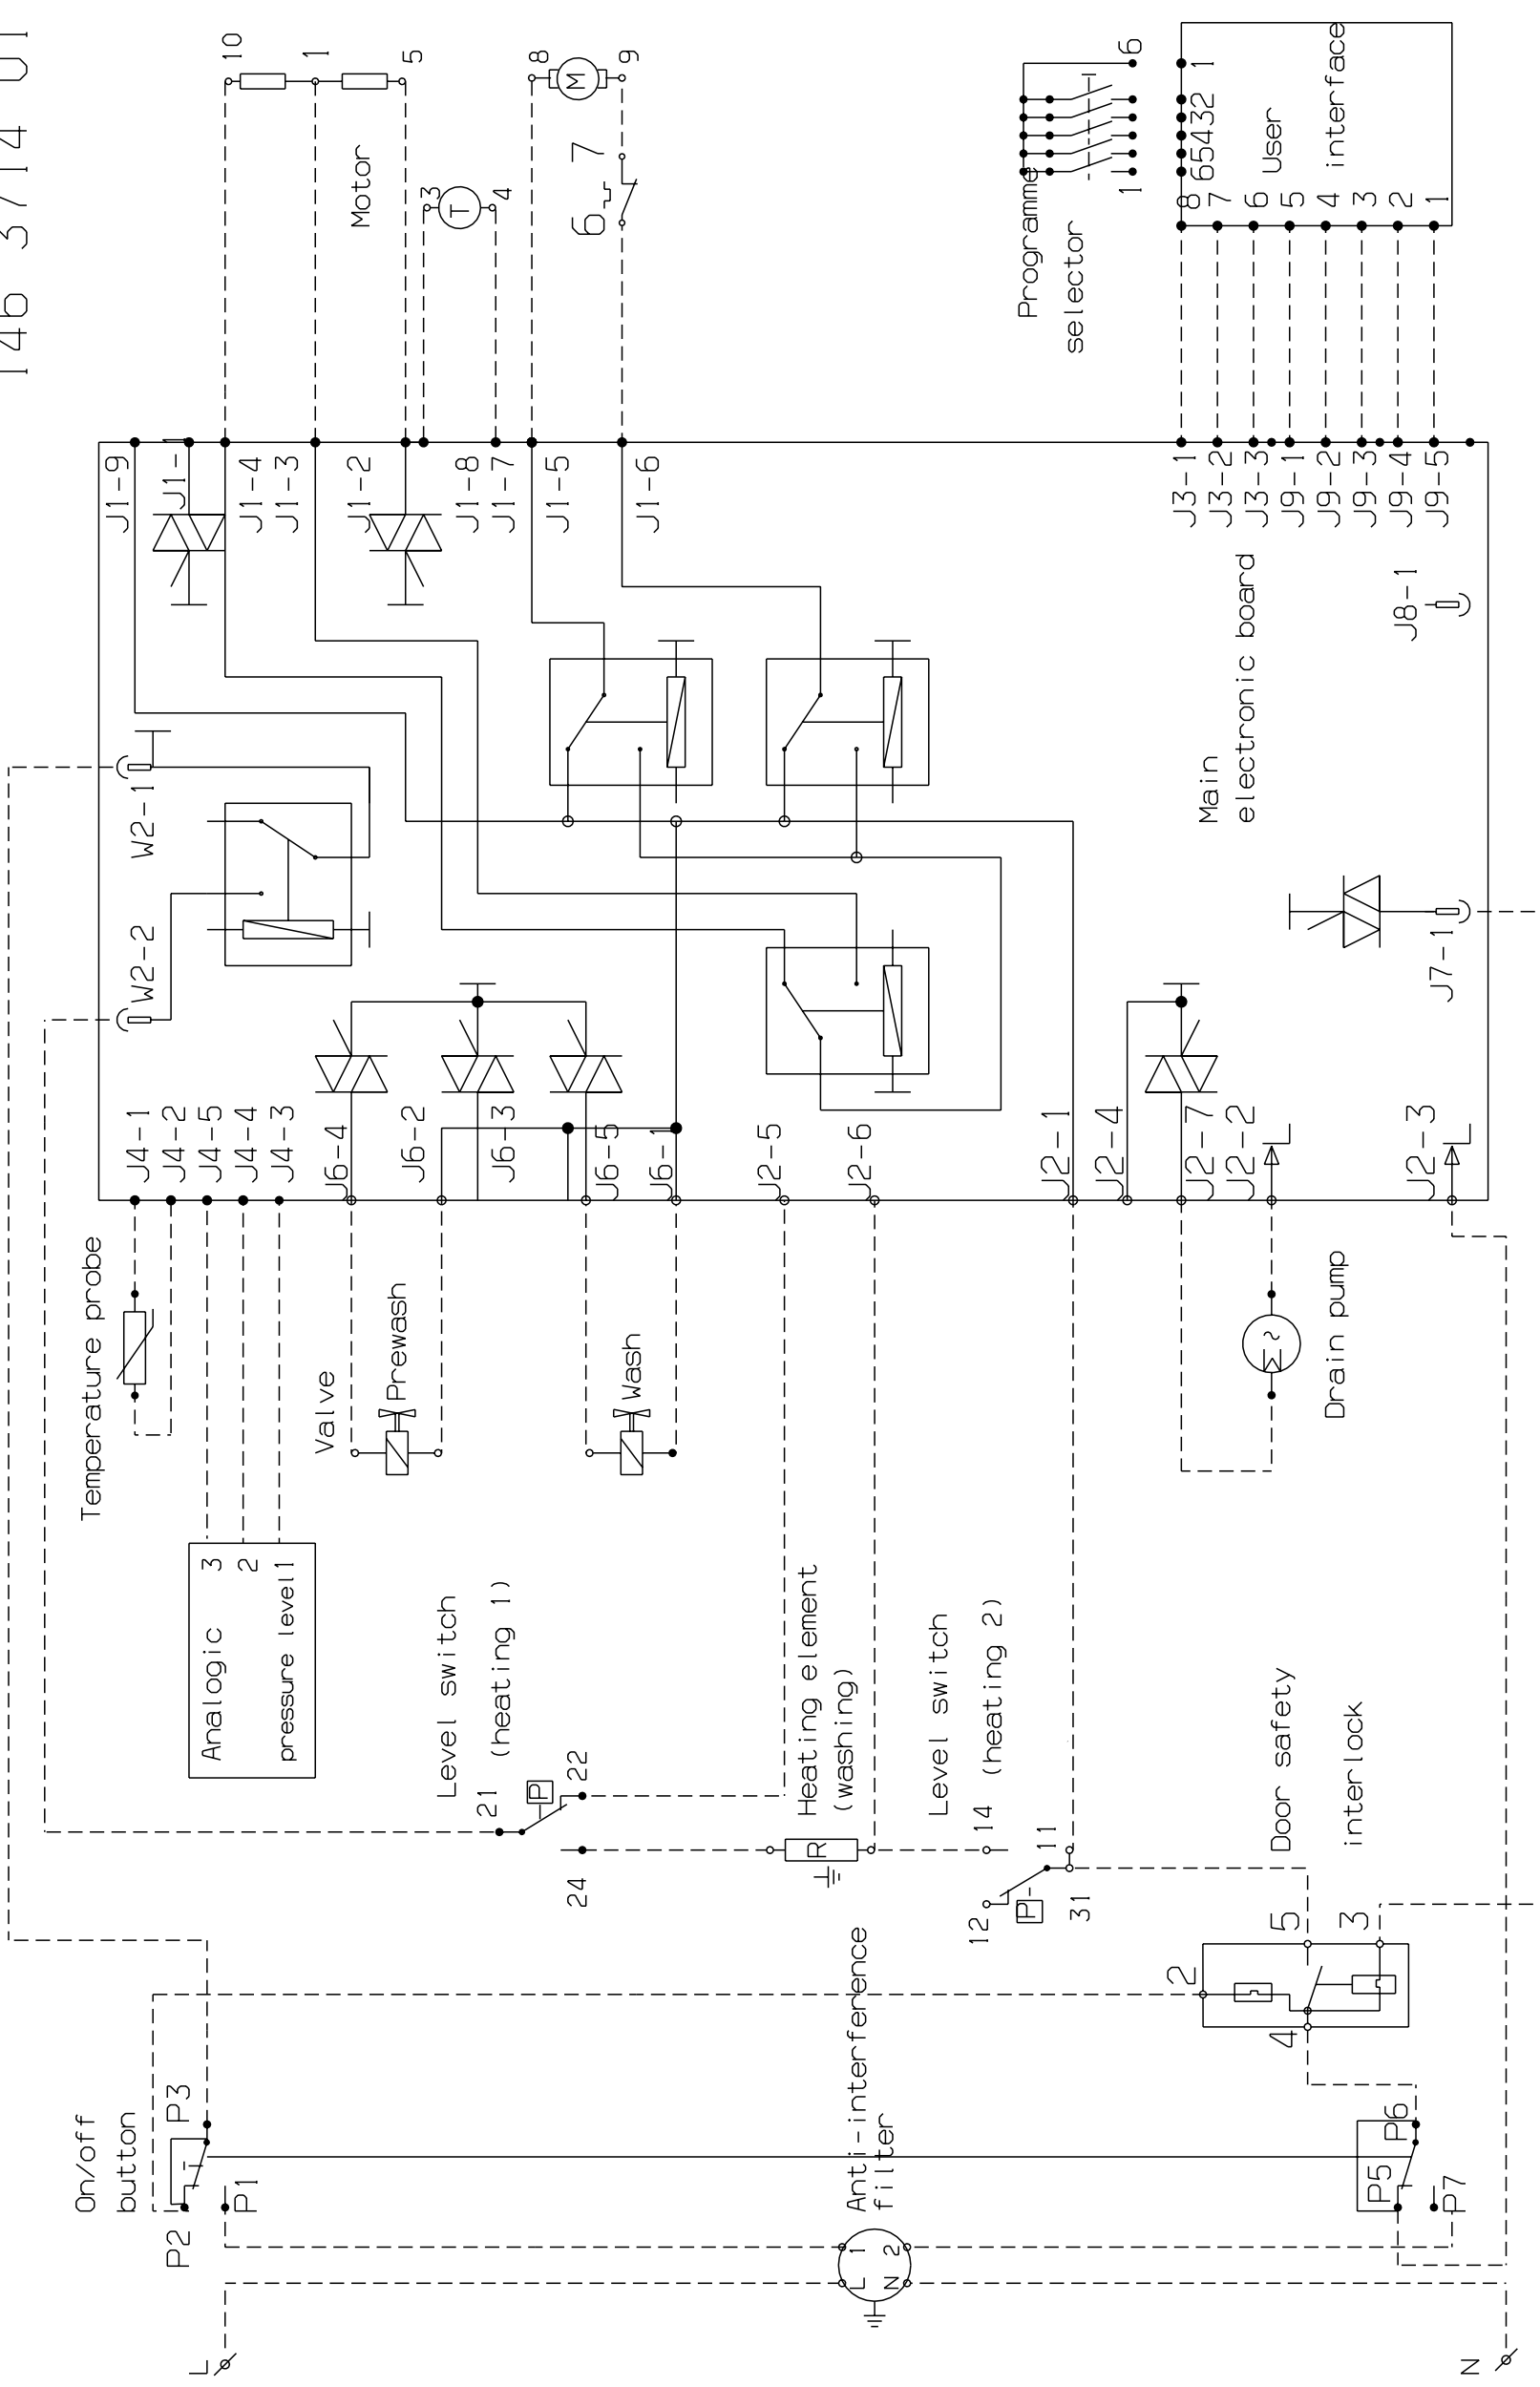 146 3714 01
10
1
5
Motor
3
T
4
8
M
9
6
7
Programme
selector
1
6
1
65432
User
interface
8
7
6
5
4
3
2
1
J1-9
J1-1
J1-4
J1-3
J1-2
J1-8
J1-7
J1-5
J1-6
J3-1
J3-2
J3-3
J9-1
J9-2
J9-3
J9-4
J9-5
J8-1
Main
electronic board
W2-1
W2-2
J7-1
J4-1
J4-2
J4-5
J4-4
J4-3
J6-4
J6-2
J6-3
J6-5
J6-1
J2-5
J2-6
J2-1
J2-4
J2-7
J2-2
J2-3
Temperature probe
Valve
Prewash
Wash
M
~
Drain pump
3
2
1
Analogic
pressure level
Level switch
(heating 1)
21
P
22
24
Heating element
(washing)
R
Level switch
(heating 2)
14
11
12
P
31
Door safety
interlock
2
5
3
4
On/off
button
P3
P2
P1
Anti-interference
filter
L
1
N
2
P6
P5
P7
L
N